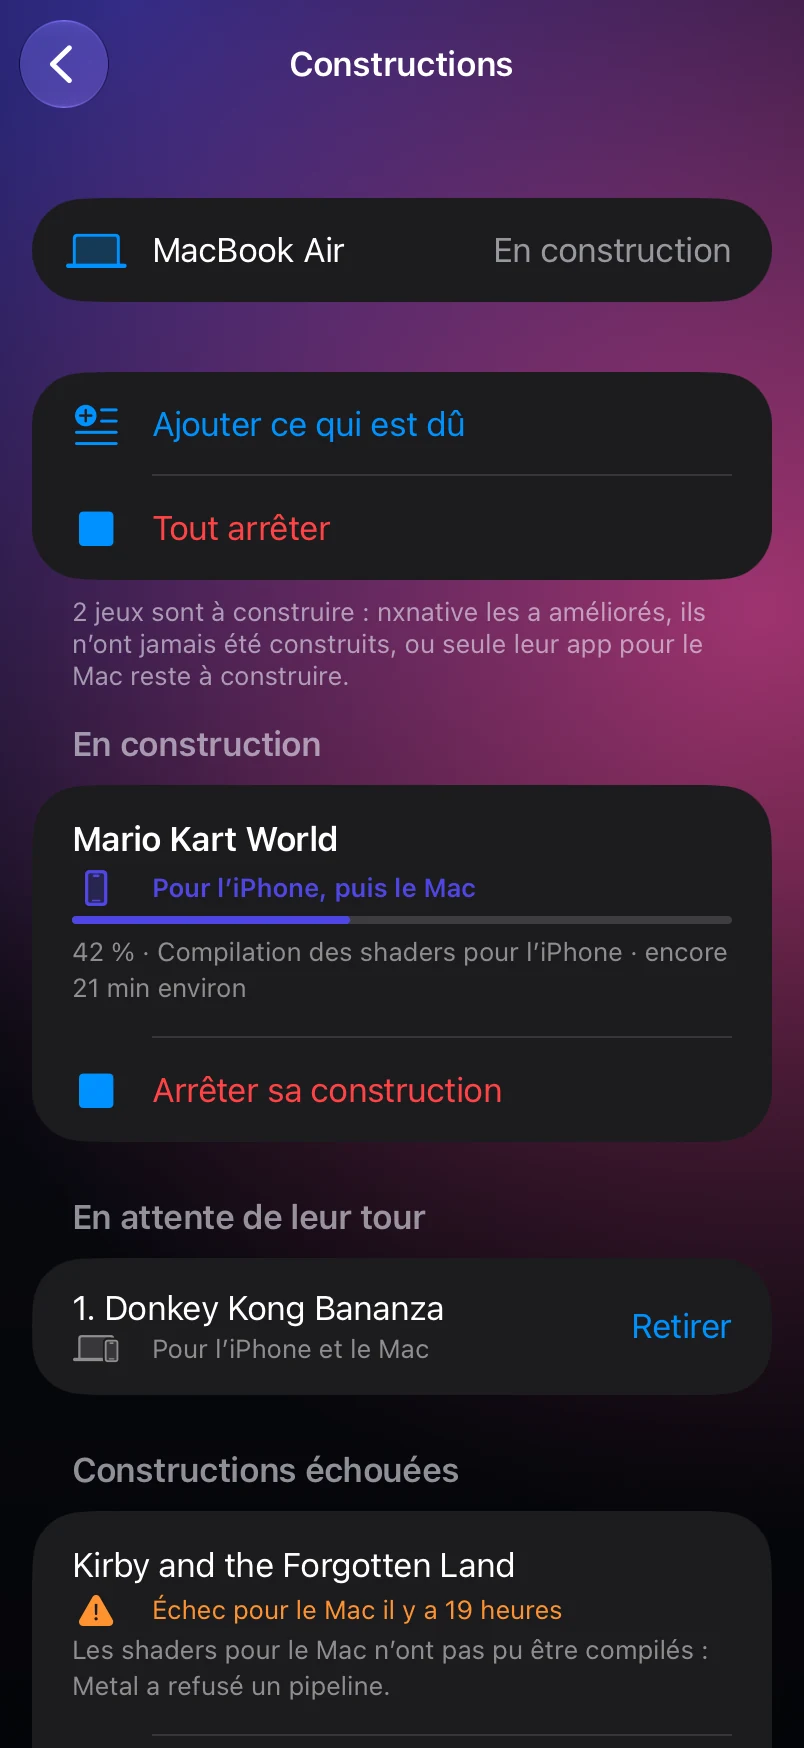 Constructions
MacBook Air
En construction
Ajouter ce qui est dû
Tout arrêter
2 jeux sont à construire : nxnative les a améliorés, ils
n’ont jamais été construits, ou seule leur app pour le
Mac reste à construire.
En construction
Mario Kart World
Pour l’iPhone, puis le Mac
42 % · Compilation des shaders pour l’iPhone · encore
21 min environ
Arrêter sa construction
En attente de leur tour
1. Donkey Kong Bananza
Pour l’iPhone et le Mac
Retirer
Constructions échouées
Kirby and the Forgotten Land
Échec pour le Mac il y a 19 heures
Les shaders pour le Mac n’ont pas pu être compilés :
Metal a refusé un pipeline.